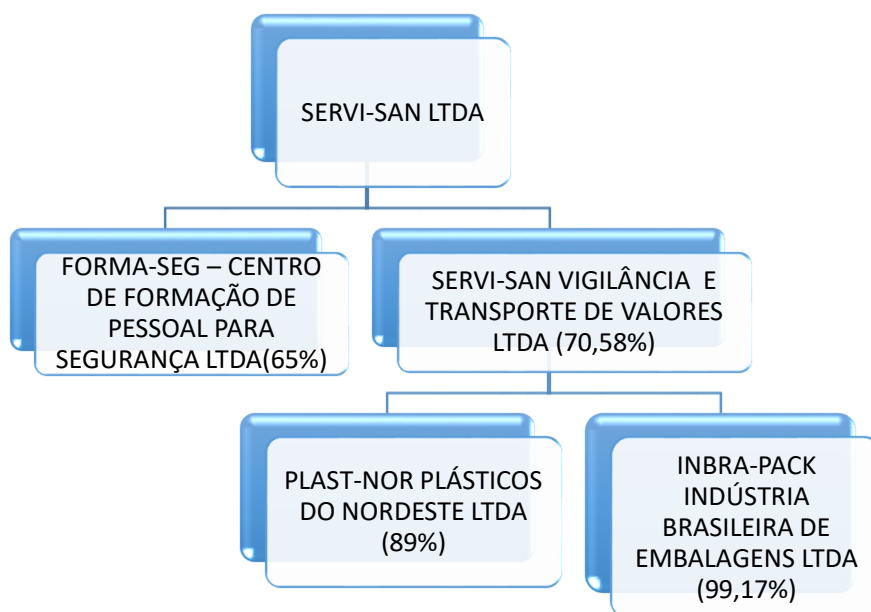 SERVI-SAN LTDA
FORMA-SEG – CENTRO
DE FORMAÇÃO DE
PESSOAL PARA
SEGURANÇA LTDA(65%)
SERVI-SAN VIGILÂNCIA E
TRANSPORTE DE VALORES
LTDA (70,58%)
PLAST-NOR PLÁSTICOS
DO NORDESTE LTDA
(89%)
INBRA-PACK
INDÚSTRIA
BRASILEIRA DE
EMBALAGENS LTDA
(99,17%)